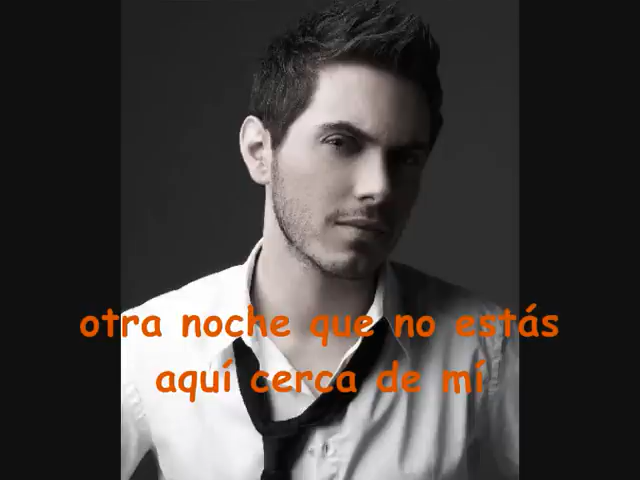 otra noche que no estás
aquí cerca de mí